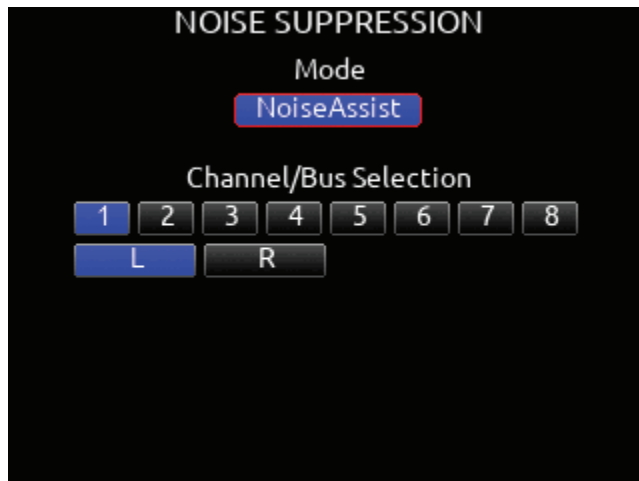 NOISE SUPPRESSION
Mode
NoiseAssist
Channel/Bus Selection
1 2 3 4 5 6 7 8
L R